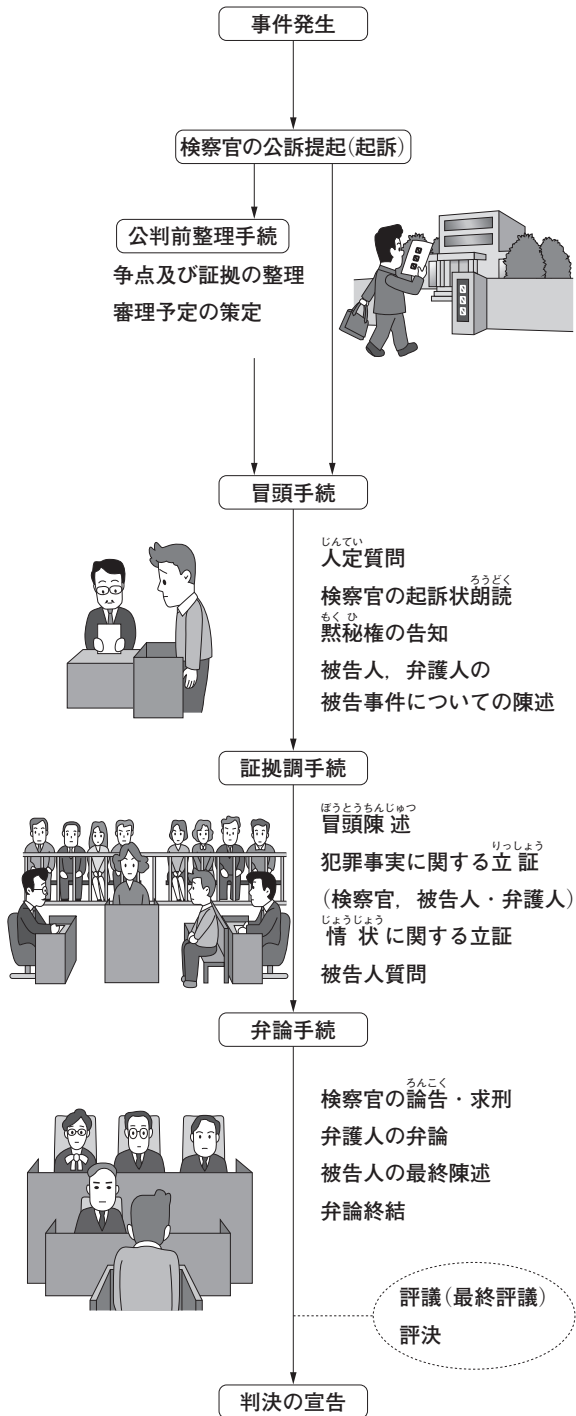 事件発生
検察官の公訴提起(起訴)
公判前整理手続
争点及び証拠の整理
審理予定の策定
冒頭手続
じんてい
人定質問
ろうどく
検察官の起訴状朗読
もくひ
黙秘権の告知
被告人，弁護人の
被告事件についての陳述
証拠調手続
ぼうとうちんじゅつ
冒頭陳述
りっしょう
犯罪事実に関する立証
(検察官，被告人・弁護人)
じょうじょう
情状に関する立証
被告人質問
弁論手続
ろんこく
検察官の論告・求刑
弁護人の弁論
被告人の最終陳述
弁論終結
評議(最終評議)
評決
判決の宣告